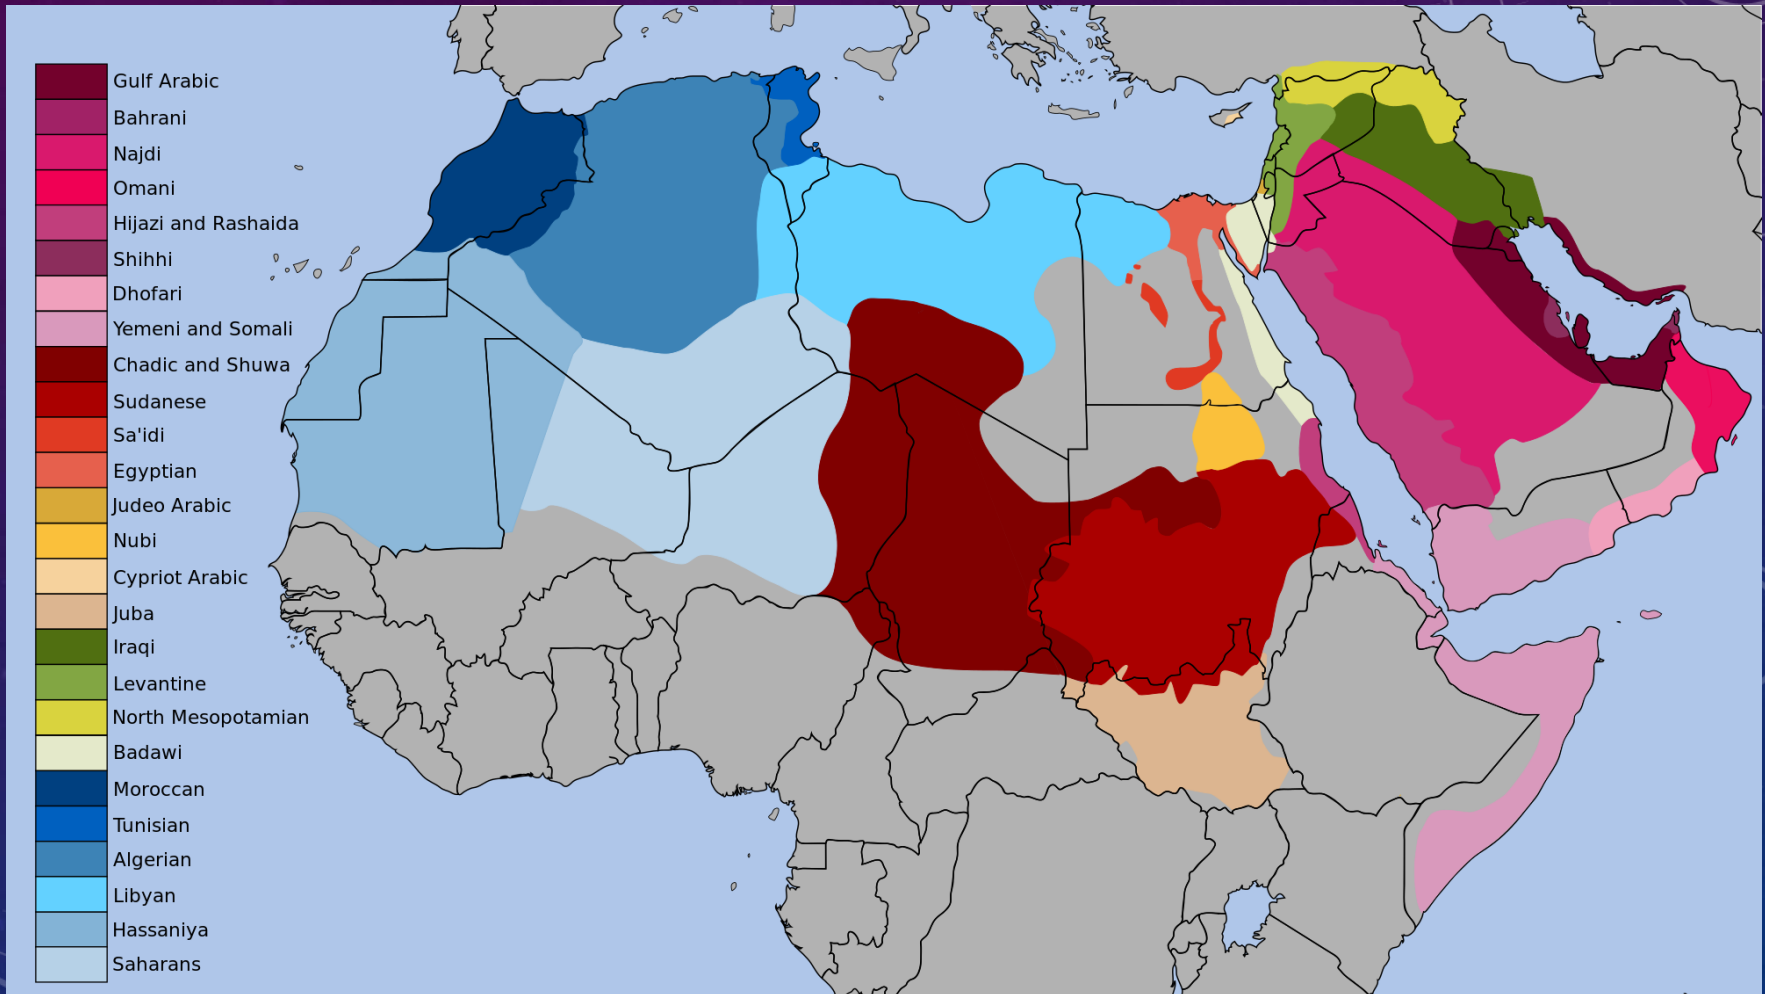 Gulf Arabic
Bahrani
Najdi
Omani
Hijazi and Rashaida
Shihhi
Dhofari
Yemeni and Somali
Chadic and Shuwa
Sudanese
Sa'idi
Egyptian
Judeo Arabic
Nubi
Cypriot Arabic
Juba
Iraqi
Levantine
North Mesopotamian
Badawi
Moroccan
Tunisian
Algerian
Libyan
Hassaniya
Saharans